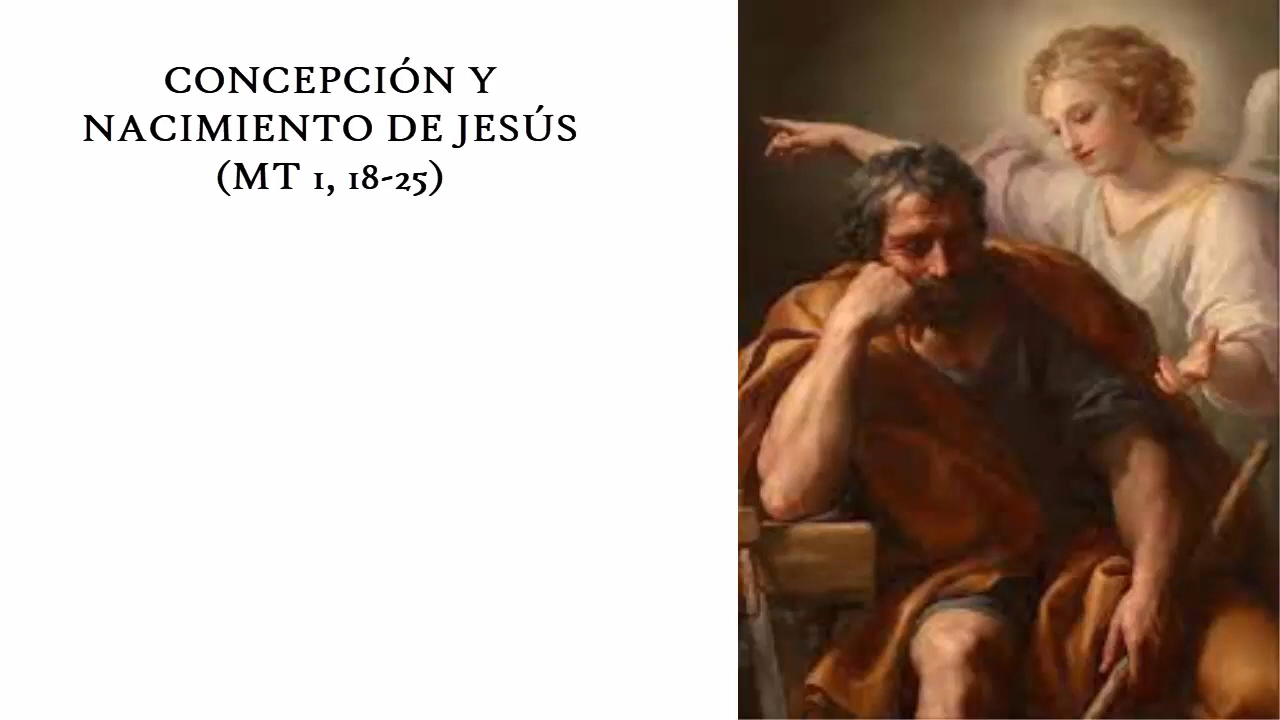 CONCEPCIÓN Y
NACIMIENTO DE JESÚS
(MT 1, 18-25)